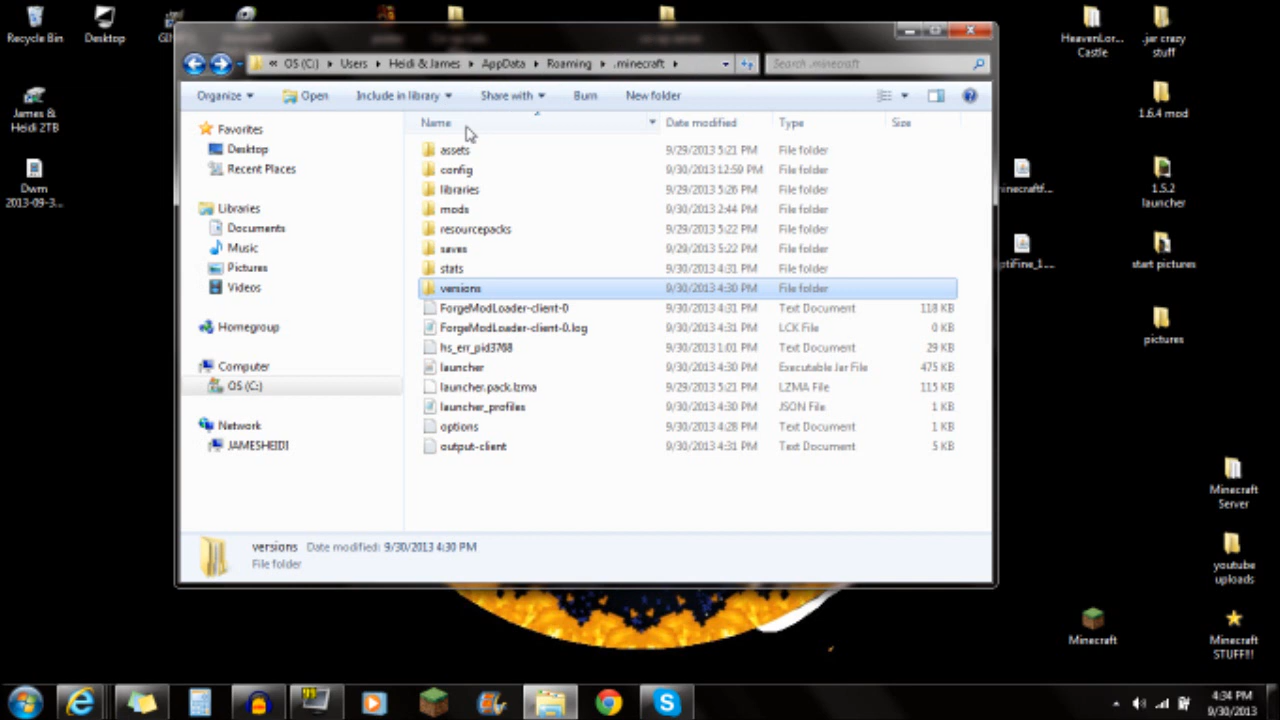 Recycle Bin
Desktop
James &
Heidi 2TB
Dwm
2013-09-3...
« OS (C:) ▸ Users ▸ Heidi & James ▸ AppData ▸ Roaming ▸ .minecraft ▸
Search .minecraft
Organize Open Include in library Share with Burn New folder
Name Date modified Type Size
Favorites
Desktop
Recent Places
Libraries
Documents
Music
Pictures
Videos
Homegroup
Computer
OS (C:)
Network
JAMESHEIDI
assets 9/29/2013 5:21 PM File folder
config 9/30/2013 12:59 PM File folder
libraries 9/29/2013 5:26 PM File folder
mods 9/30/2013 2:44 PM File folder
resourcepacks 9/29/2013 5:22 PM File folder
saves 9/29/2013 5:22 PM File folder
stats 9/30/2013 4:31 PM File folder
versions 9/30/2013 4:30 PM File folder
ForgeModLoader-client-0 9/30/2013 4:31 PM Text Document 118 KB
ForgeModLoader-client-0.log 9/30/2013 4:31 PM LCK File 0 KB
hs_err_pid3768 9/30/2013 1:01 PM Text Document 29 KB
launcher 9/30/2013 4:30 PM Executable Jar File 475 KB
launcher.pack.lzma 9/29/2013 5:21 PM LZMA File 115 KB
launcher_profiles 9/30/2013 4:30 PM JSON File 1 KB
options 9/30/2013 4:28 PM Text Document 1 KB
output-client 9/30/2013 4:31 PM Text Document 5 KB
versions Date modified: 9/30/2013 4:30 PM
File folder
HeavenLor...
Castle
.jar crazy
stuff
1.6.4 mod
1.5.2
launcher
start pictures
pictures
Minecraft
Server
youtube
uploads
Minecraft
Minecraft
STUFF!!!
4:34 PM
9/30/2013